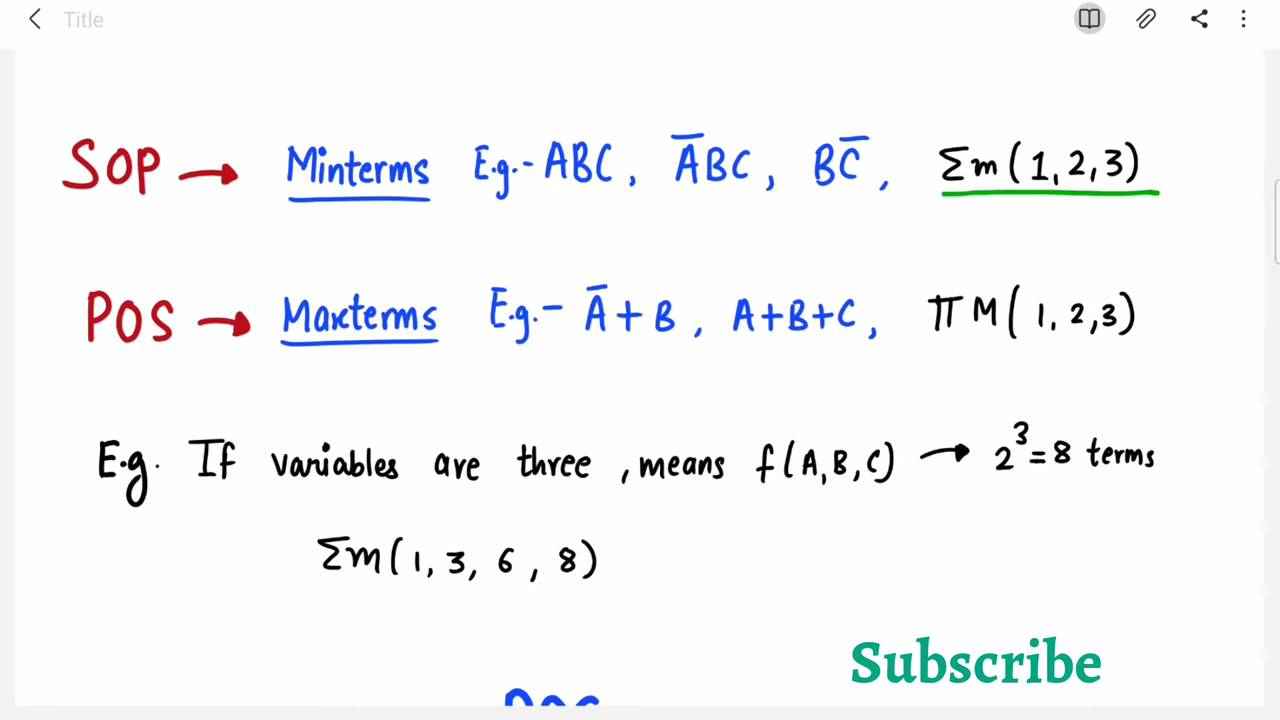 Title
SOP → Minterms E.g.- ABC, A̅BC, BC̅, Σm(1,2,3)
POS → Maxterms E.g.- A̅+B, A+B+C, πM(1,2,3)
E.g. If variables are three, means f(A,B,C) → 2³=8 terms
Σm(1,3,6,8)
Subscribe